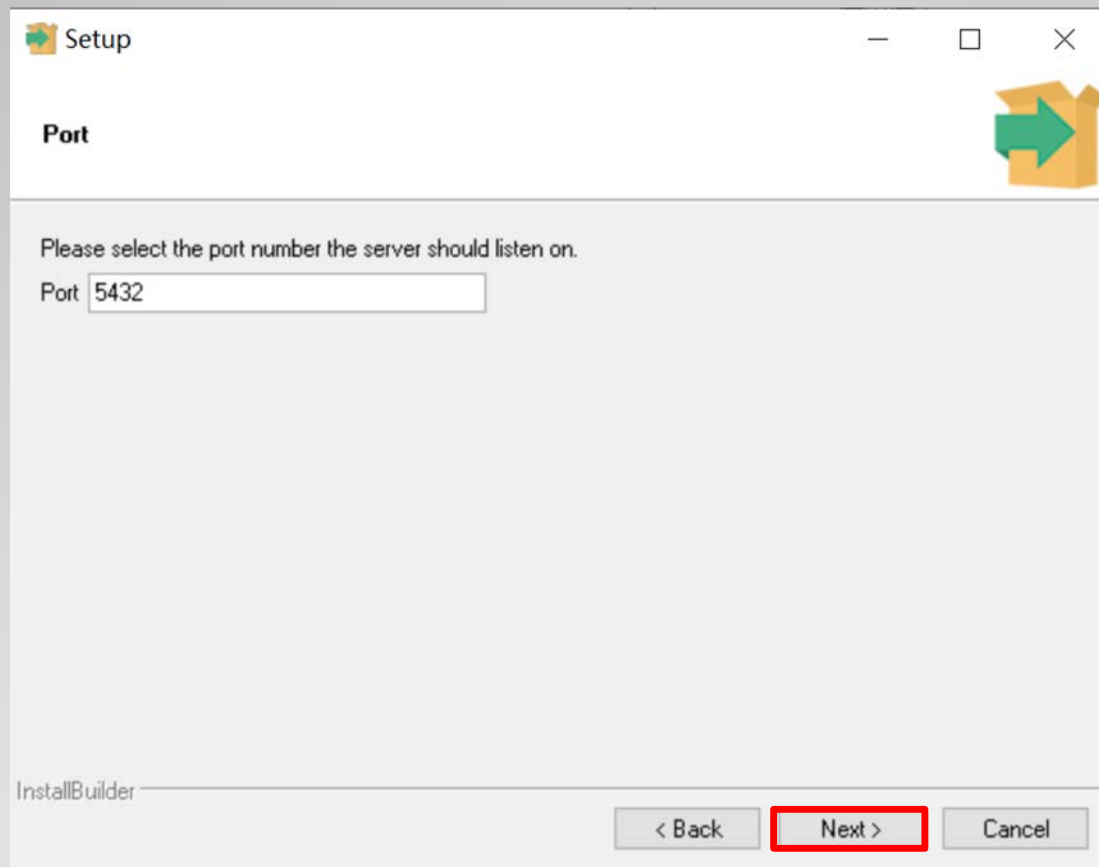 Setup
Port
Please select the port number the server should listen on.
Port 5432
InstallBuilder
< Back Next > Cancel